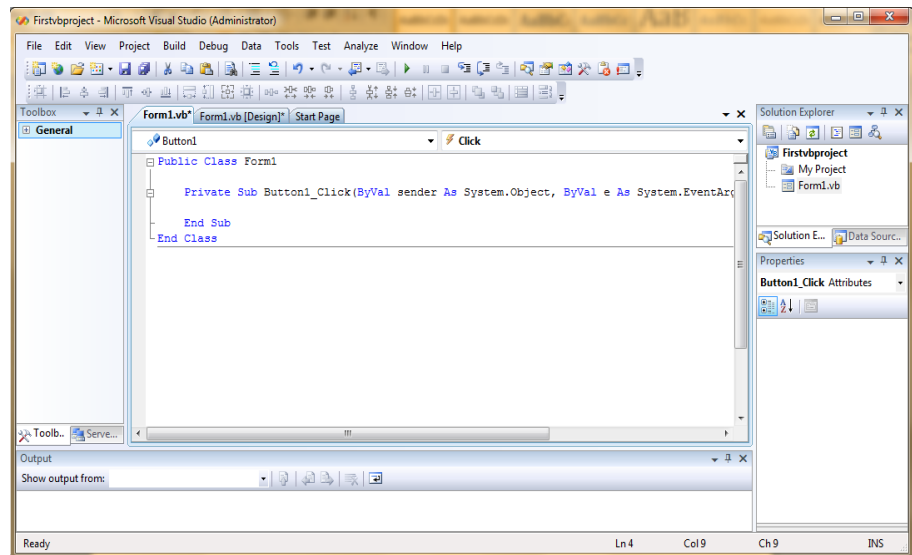 Firstvbproject - Microsoft Visual Studio (Administrator)
File Edit View Project Build Debug Data Tools Test Analyze Window Help
Toolbox
General
Form1.vb* Form1.vb [Design]* Start Page
Button1 Click
Public Class Form1
Private Sub Button1_Click(ByVal sender As System.Object, ByVal e As System.EventArg
End Sub
End Class
Solution Explorer
Firstvbproject
My Project
Form1.vb
Solution E... Data Sourc..
Properties
Button1_Click Attributes
Toolb.. Serve...
Output
Show output from:
Ready Ln 4 Col 9 Ch 9 INS